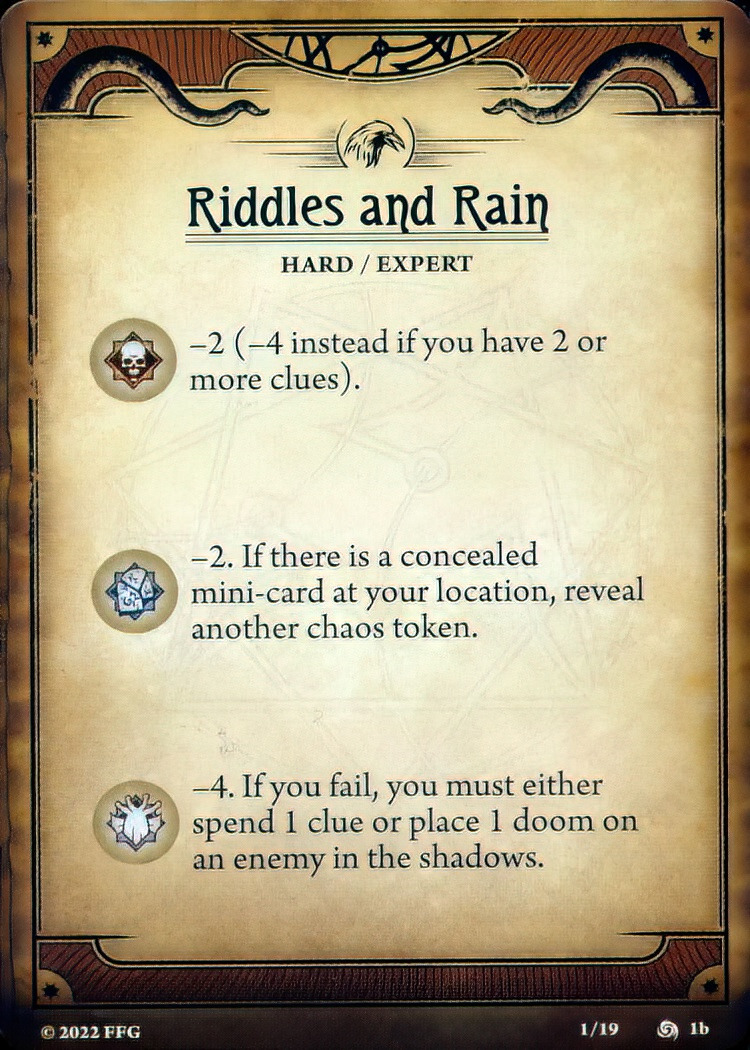 Riddles and Rain
HARD / EXPERT
–2 (–4 instead if you have 2 or
more clues).
–2. If there is a concealed
mini-card at your location, reveal
another chaos token.
–4. If you fail, you must either
spend 1 clue or place 1 doom on
an enemy in the shadows.
© 2022 FFG
1/19
1b